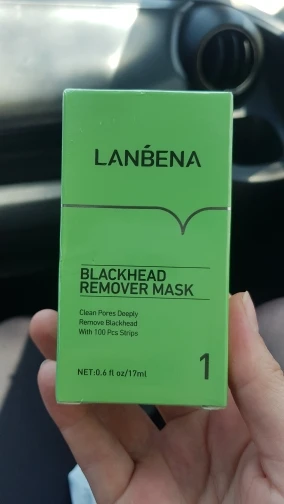 LANBENA
BLACKHEAD
REMOVER MASK
Clean Pores Deeply
Remove Blackhead
With 100 Pcs Strips
NET:0.6 fl oz/17ml
1